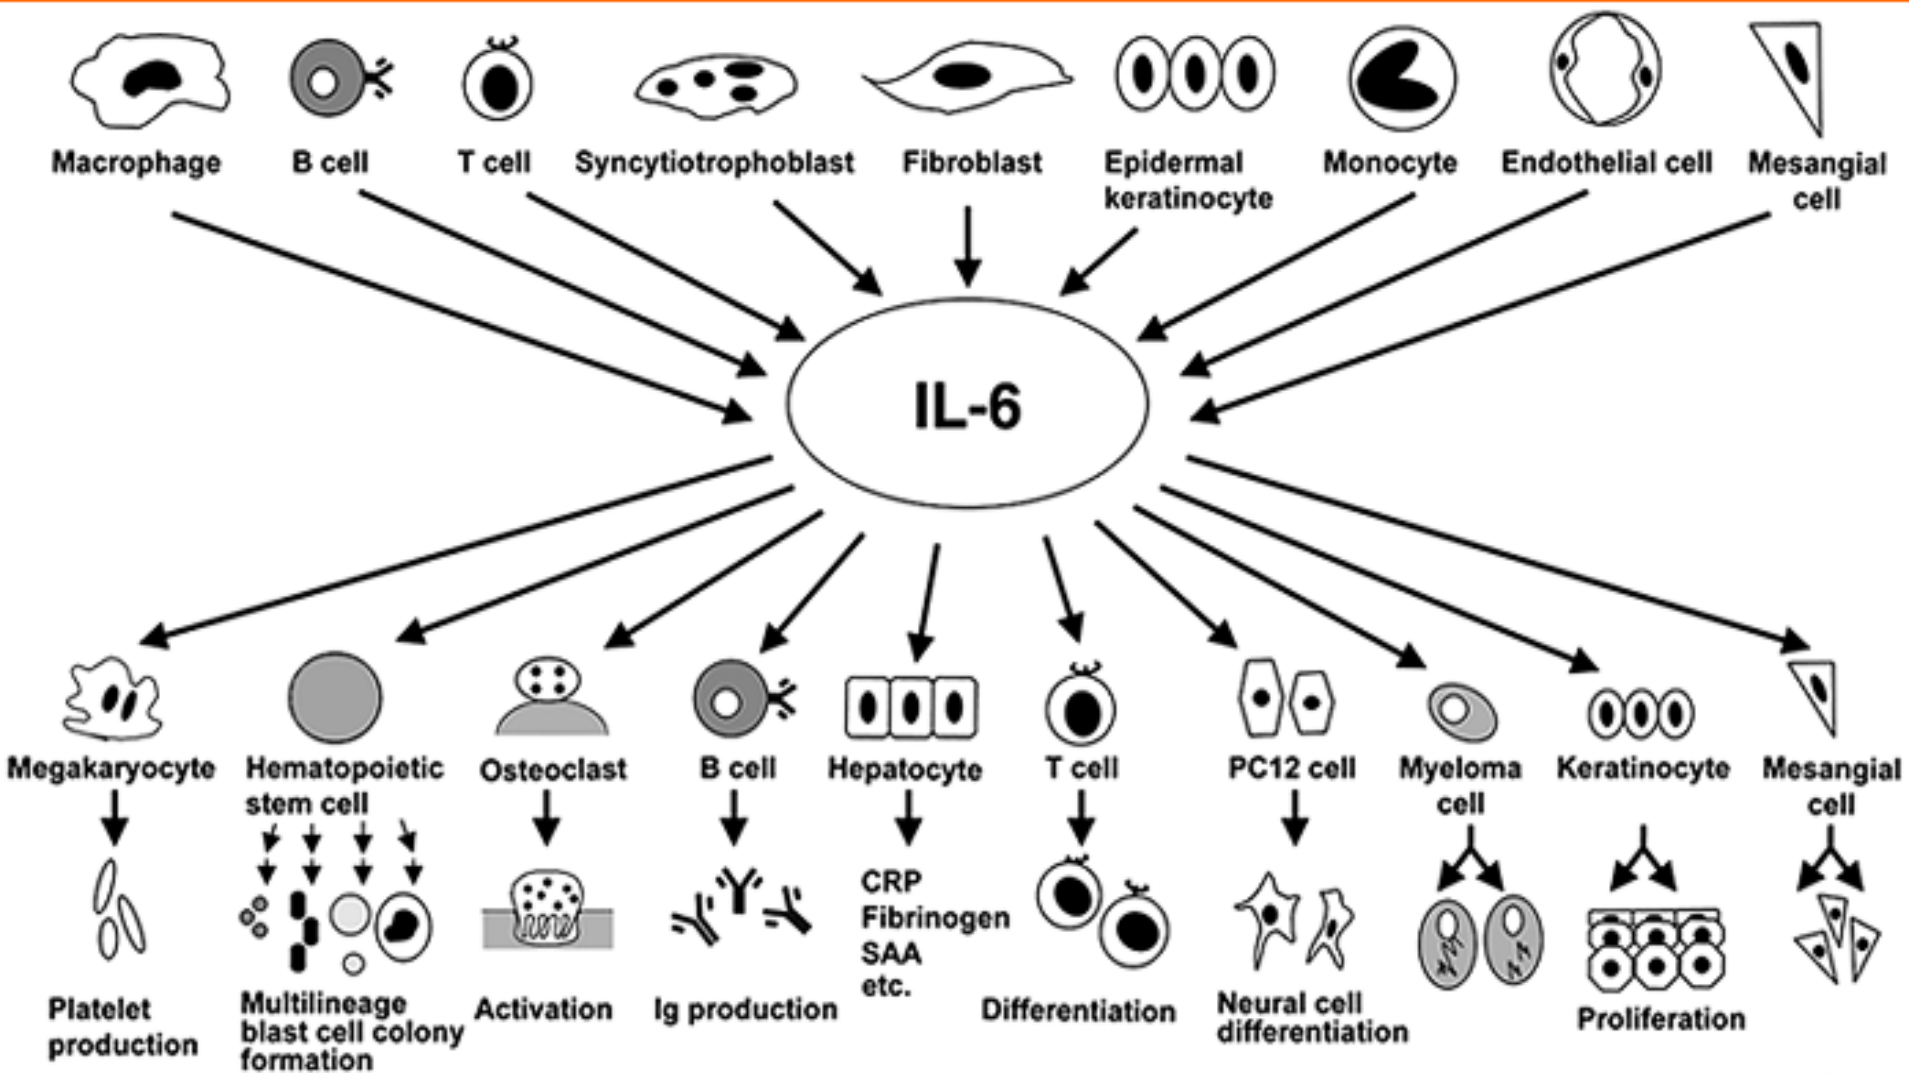 Macrophage
B cell
T cell
Syncytiotrophoblast
Fibroblast
Epidermal
keratinocyte
Monocyte
Endothelial cell
Mesangial
cell
IL-6
Megakaryocyte
Hematopoietic
stem cell
Osteoclast
B cell
Hepatocyte
T cell
PC12 cell
Myeloma
cell
Keratinocyte
Mesangial
cell
Platelet
production
Multilineage
blast cell colony
formation
Activation
Ig production
CRP
Fibrinogen
SAA
etc.
Differentiation
Neural cell
differentiation
Proliferation